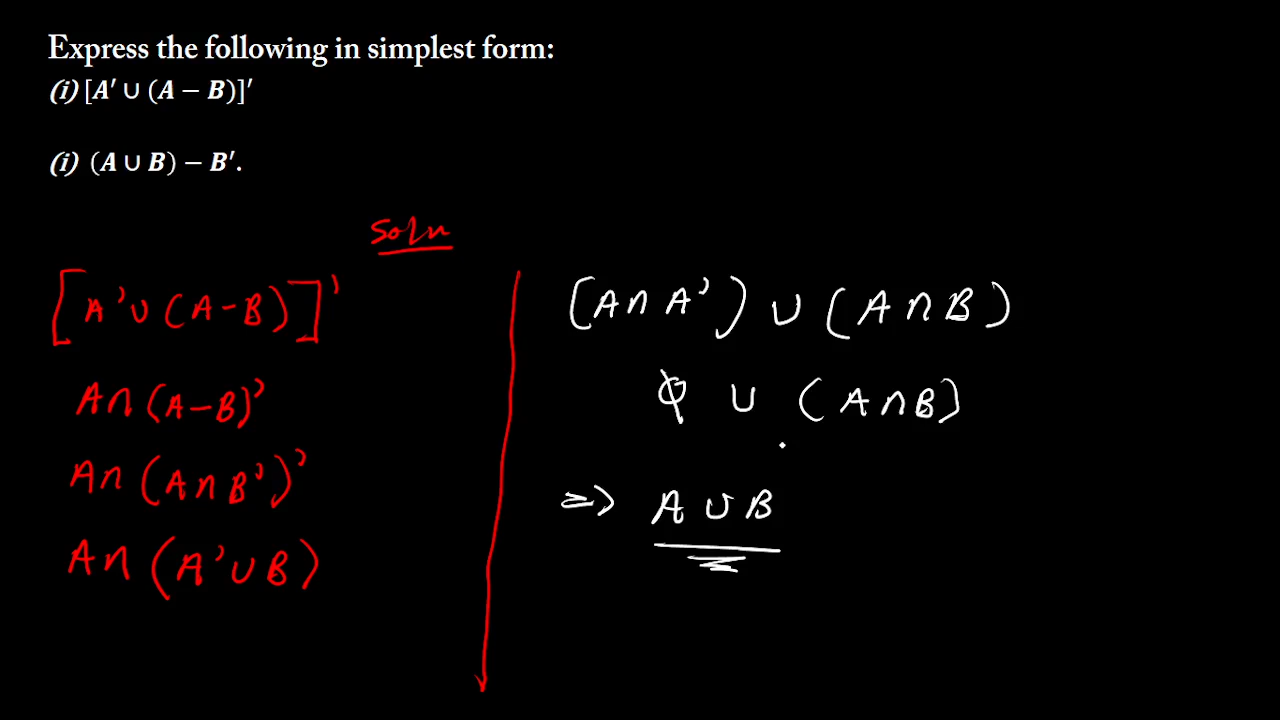 Express the following in simplest form:
(i) [A′ ∪ (A − B)]′
(i) (A ∪ B) − B′.
Soln
[A' ∪ (A-B)]'
A∩(A-B)'
A∩(A∩B')'
A∩(A'∪B)
(A∩A') ∪ (A∩B)
φ ∪ (A∩B)
=> A ∪ B